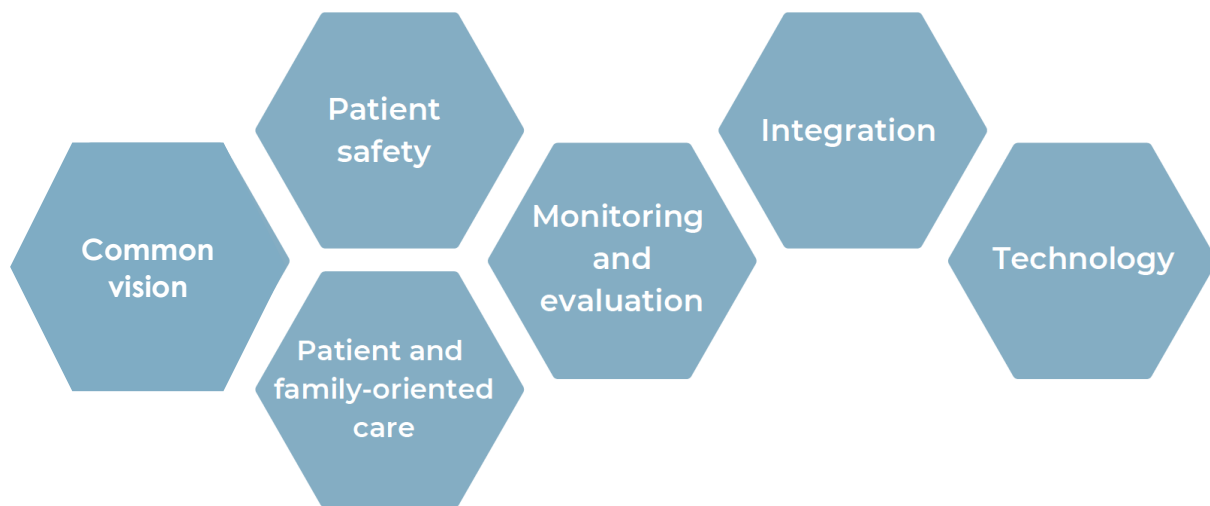 Common
vision
Patient
safety
Patient and
family-oriented
care
Monitoring
and
evaluation
Integration
Technology